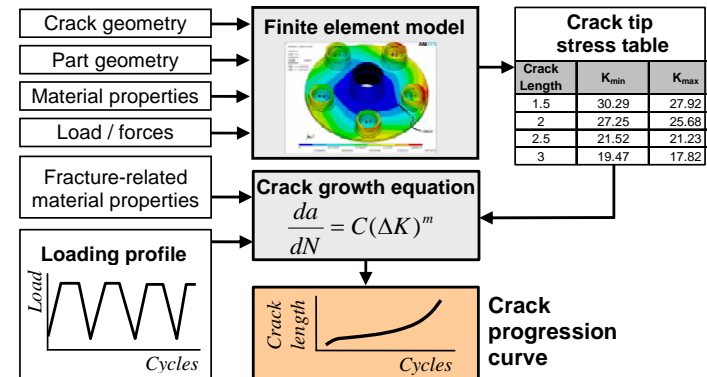 Crack geometry
Part geometry
Material properties
Load / forces
Finite element model
Crack tip
stress table
Crack Length K_min K_max
1.5 30.29 27.92
2 27.25 25.68
2.5 21.52 21.23
3 19.47 17.82
Fracture-related
material properties
Crack growth equation
da/dN = C(ΔK)^m
Loading profile
Load
Cycles
Crack
length
Cycles
Crack
progression
curve